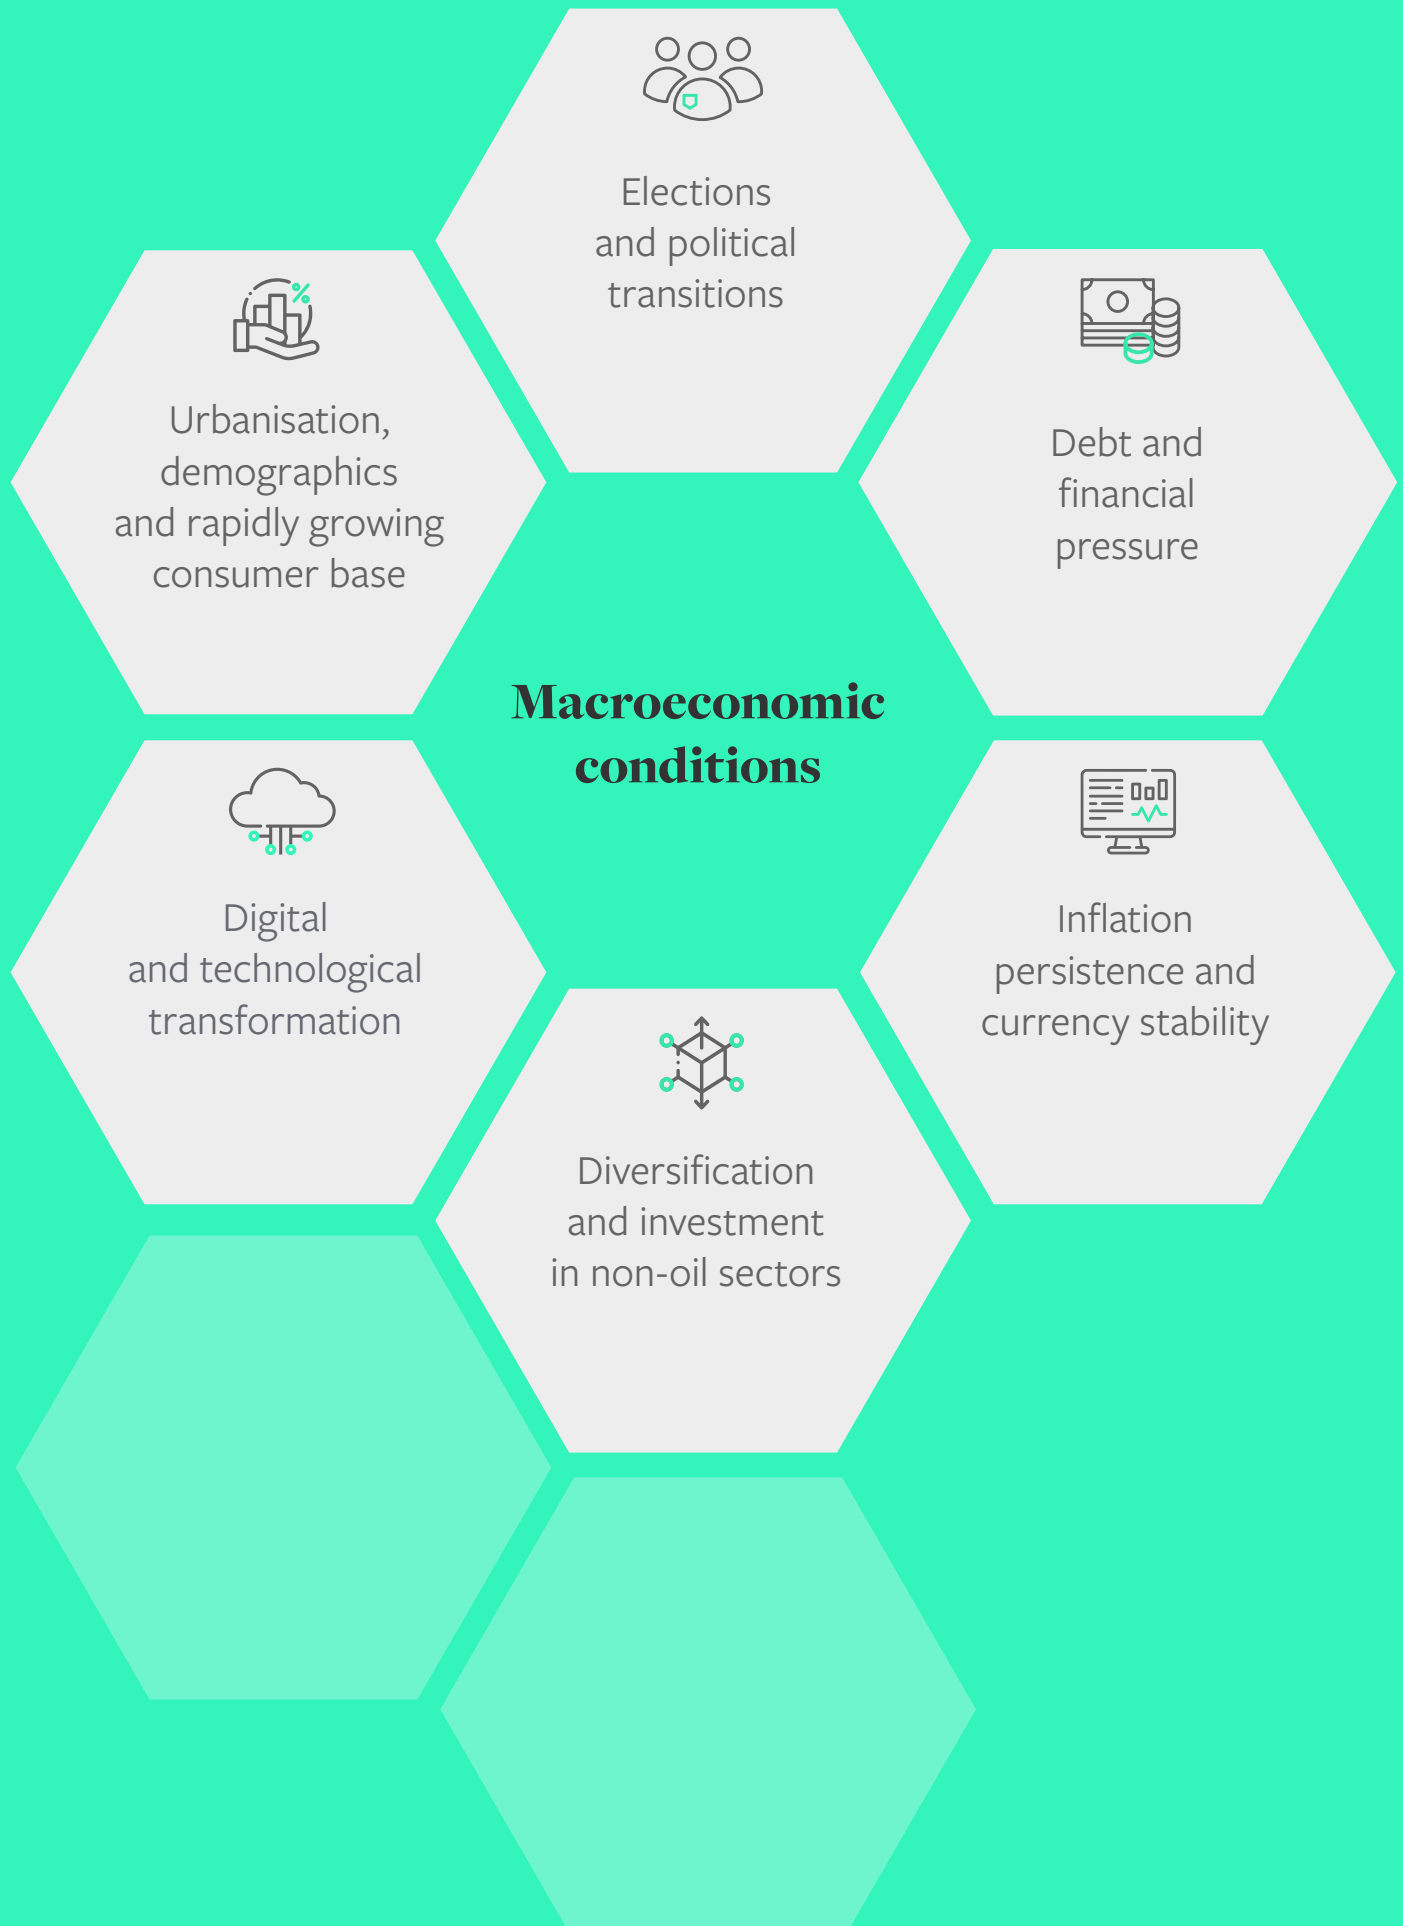 Elections
and political
transitions
Urbanisation,
demographics
and rapidly growing
consumer base
Debt and
financial
pressure
Macroeconomic
conditions
Digital
and technological
transformation
Inflation
persistence and
currency stability
Diversification
and investment
in non-oil sectors